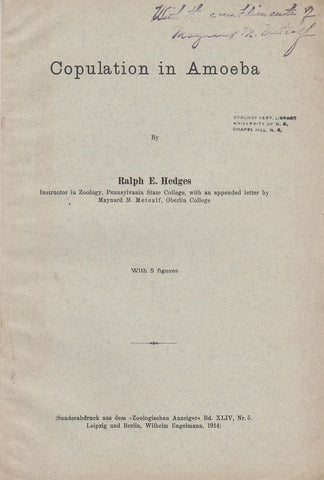 With the compliments of
Maynard M. Metcalf
Copulation in Amoeba
ZOOLOGY DEPT. LIBRARY
UNIVERSITY OF N. C.
CHAPEL HILL, N. C.
By
Ralph E. Hedges
Instructor in Zoology, Pennsylvania State College, with an appended letter by
Maynard M. Metcalf, Oberlin College
With 5 figures
(Sonderabdruck aus dem »Zoologischen Anzeiger« Bd. XLIV, Nr. 5.
Leipzig und Berlin, Wilhelm Engelmann, 1914)